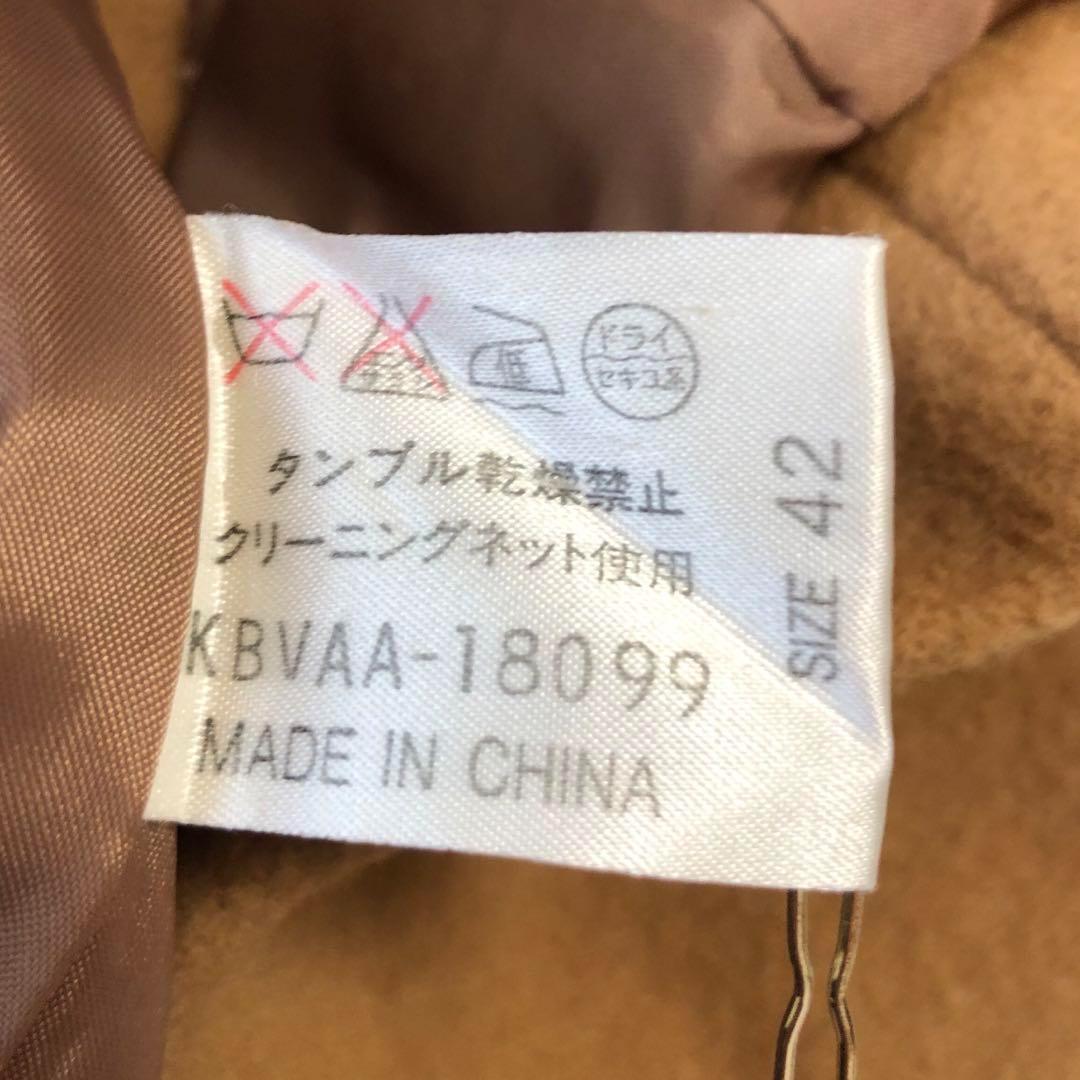 低
ドライ
セキユ系
タンブル乾燥禁止
クリーニングネット使用
KBVAA-18099
MADE IN CHINA
SIZE 42